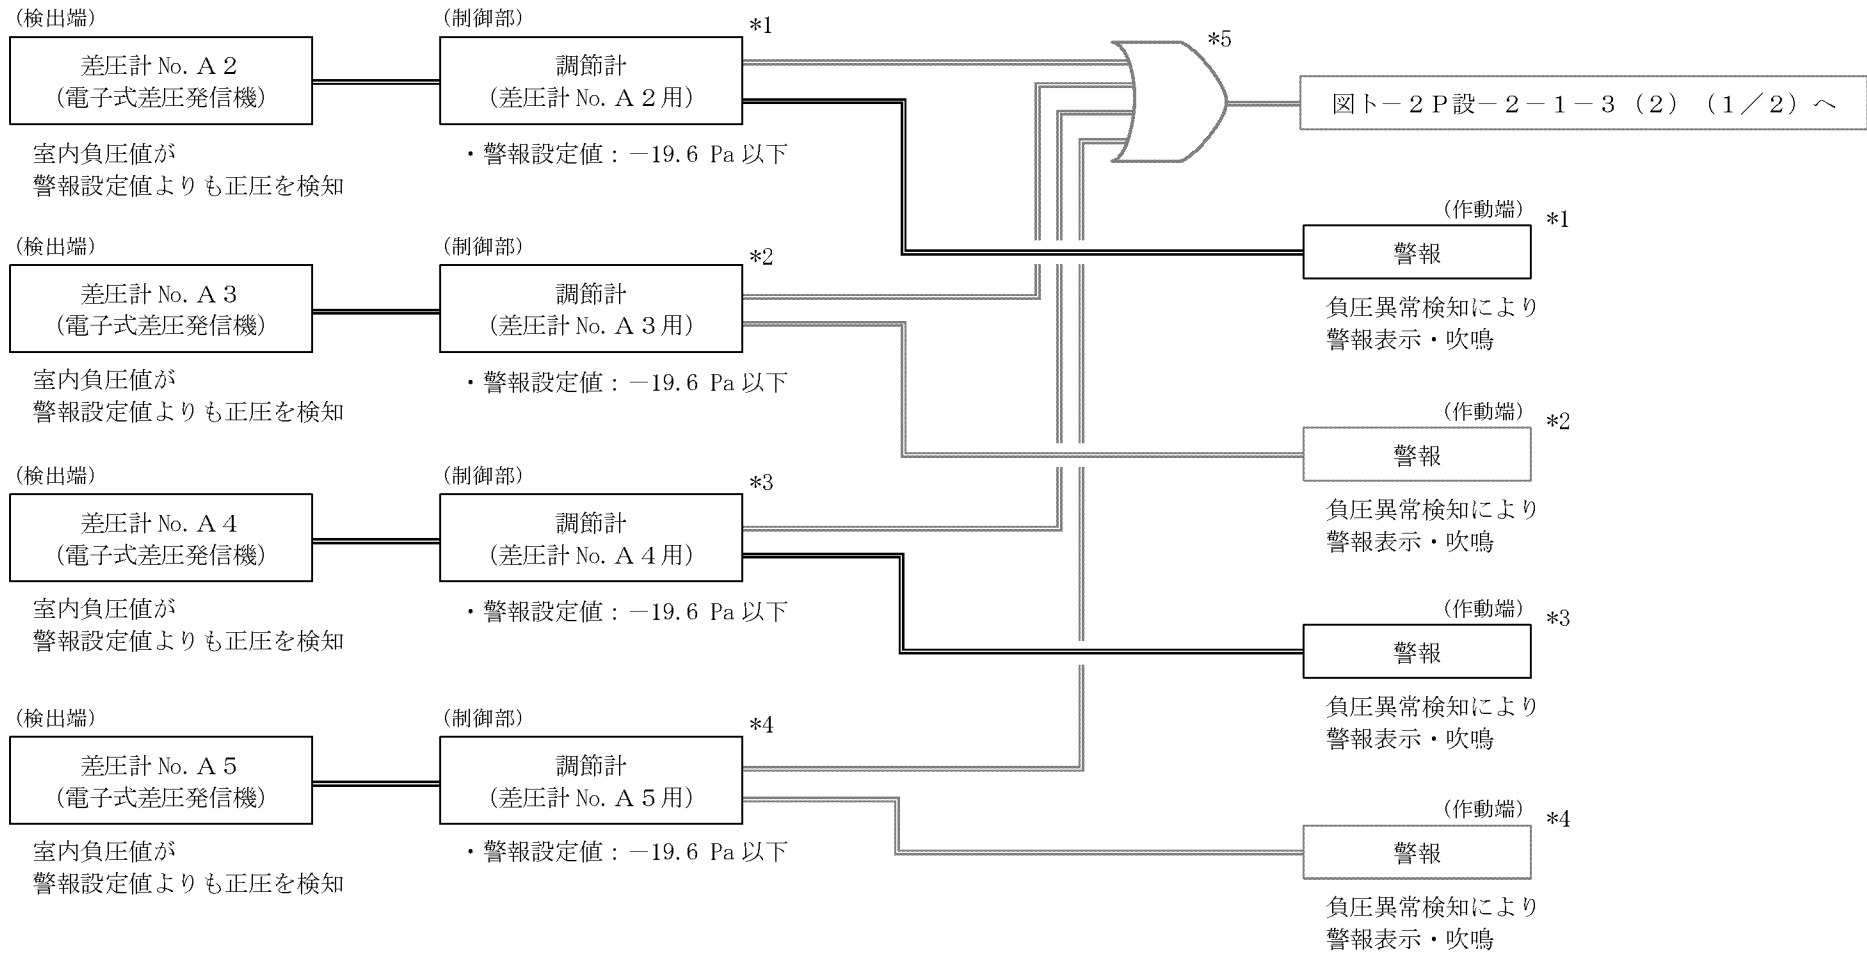 （検出端）
差圧計 No. Ａ２
（電子式差圧発信機）
室内負圧値が
警報設定値よりも正圧を検知
（制御部）
*1
調節計
（差圧計 No. Ａ２用）
・警報設定値：－19.6 Pa 以下
*5
図ト－２Ｐ設－２－１－３（２）（１／２）へ
（作動端）
*1
警報
負圧異常検知により
警報表示・吹鳴
（検出端）
差圧計 No. Ａ３
（電子式差圧発信機）
室内負圧値が
警報設定値よりも正圧を検知
（制御部）
*2
調節計
（差圧計 No. Ａ３用）
・警報設定値：－19.6 Pa 以下
（作動端）
*2
警報
負圧異常検知により
警報表示・吹鳴
（検出端）
差圧計 No. Ａ４
（電子式差圧発信機）
室内負圧値が
警報設定値よりも正圧を検知
（制御部）
*3
調節計
（差圧計 No. Ａ４用）
・警報設定値：－19.6 Pa 以下
（作動端）
*3
警報
負圧異常検知により
警報表示・吹鳴
（検出端）
差圧計 No. Ａ５
（電子式差圧発信機）
室内負圧値が
警報設定値よりも正圧を検知
（制御部）
*4
調節計
（差圧計 No. Ａ５用）
・警報設定値：－19.6 Pa 以下
（作動端）
*4
警報
負圧異常検知により
警報表示・吹鳴